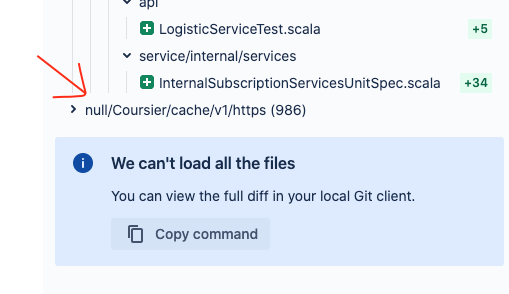 api
LogisticServiceTest.scala +5
service/internal/services
InternalSubscriptionServicesUnitSpec.scala +34
null/Coursier/cache/v1/https (986)
We can't load all the files
You can view the full diff in your local Git client.
Copy command